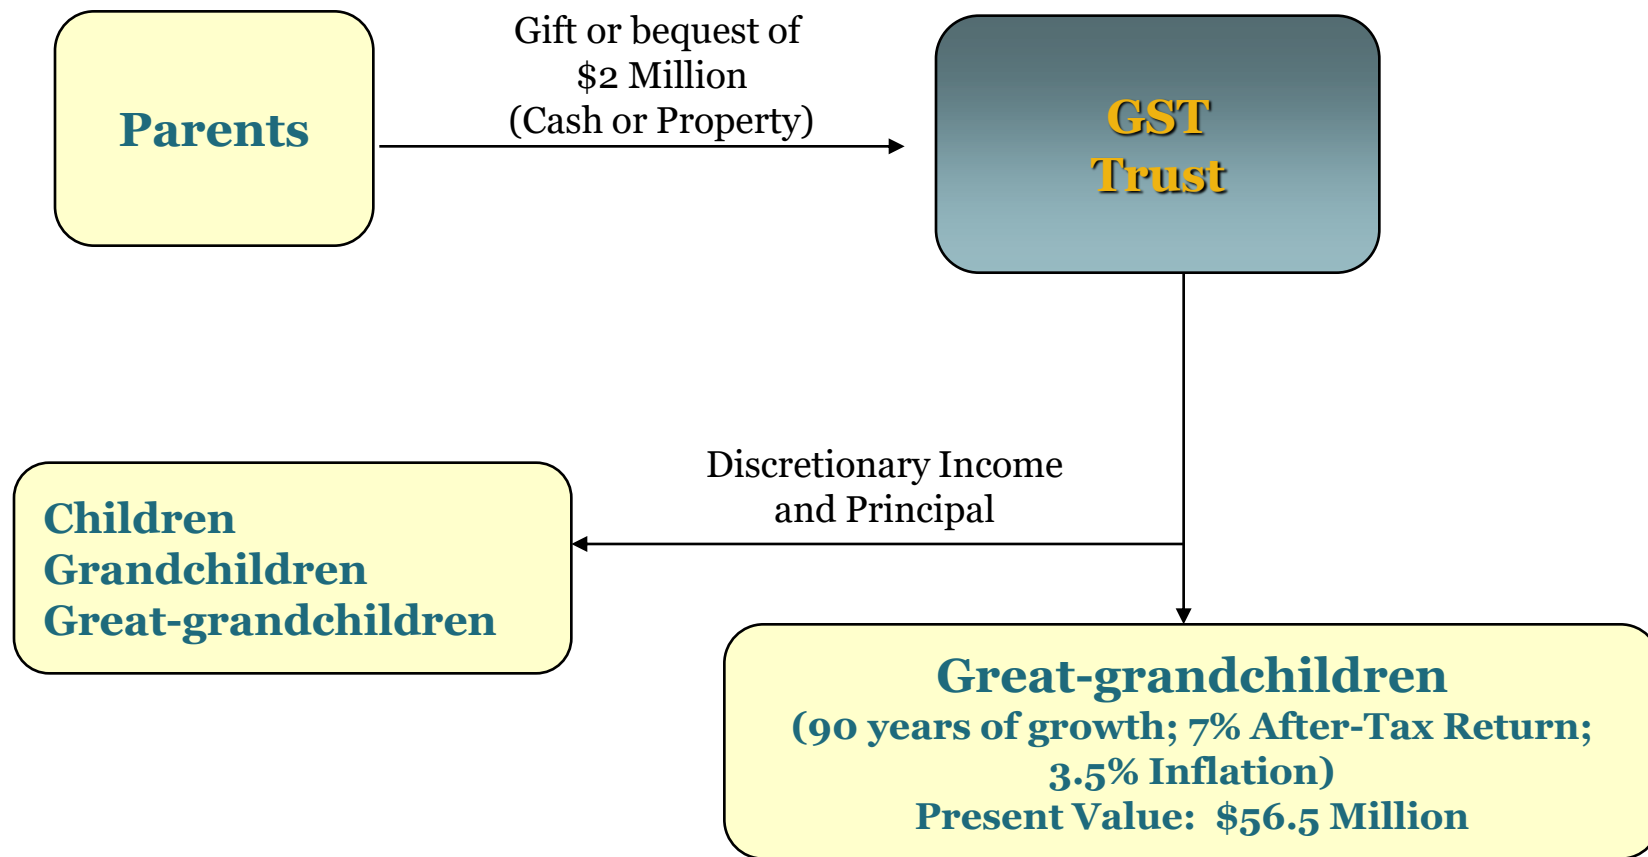 Parents
Gift or bequest of
$2 Million
(Cash or Property)
GST
Trust
Discretionary Income
and Principal
Children
Grandchildren
Great-grandchildren
Great-grandchildren
(90 years of growth; 7% After-Tax Return;
3.5% Inflation)
Present Value:  $56.5 Million